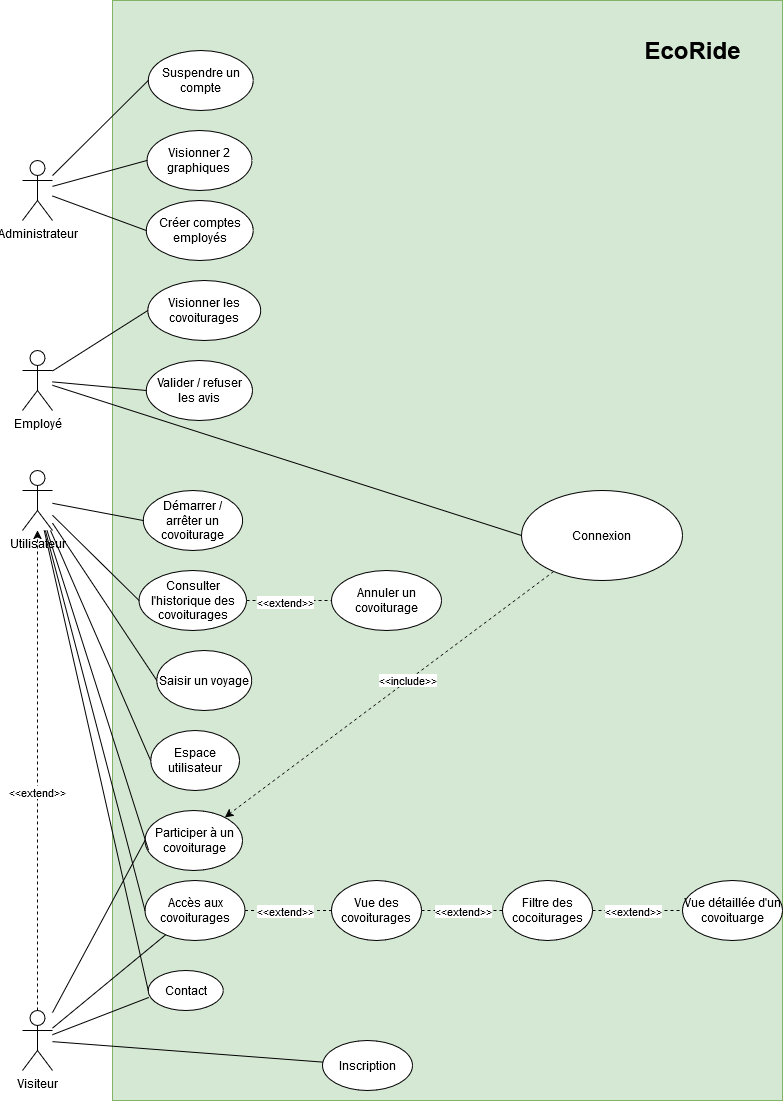 EcoRide
Suspendre un
compte
Visionner 2
graphiques
Créer comptes
employés
Administrateur
Visionner les
covoiturages
Valider / refuser
les avis
Employé
Démarrer /
arrêter un
covoiturage
Connexion
Utilisateur
Consulter
l'historique des
covoiturages
<<extend>>
Annuler un
covoiturage
Saisir un voyage
<<include>>
Espace
utilisateur
<<extend>>
Participer à un
covoiturage
Accès aux
covoiturages
<<extend>>
Vue des
covoiturages
<<extend>>
Filtre des
cocoiturages
<<extend>>
Vue détaillée d'un
covoituarge
Contact
Inscription
Visiteur